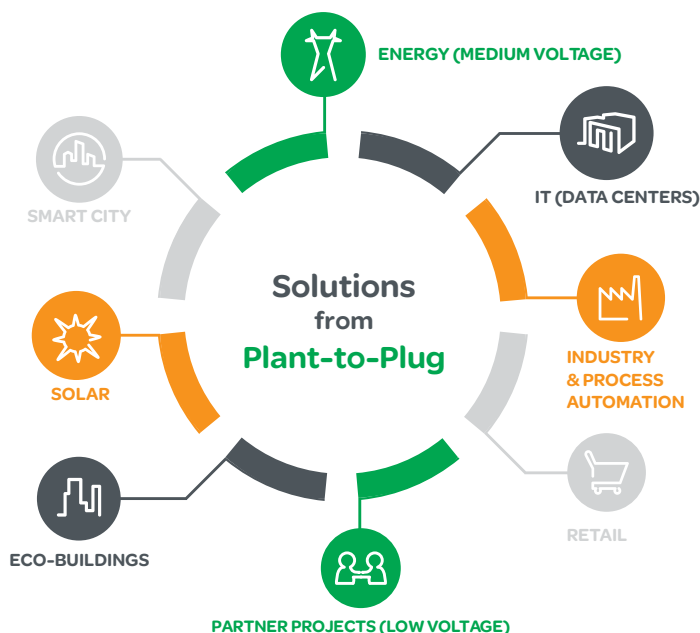 ENERGY (MEDIUM VOLTAGE)
IT (DATA CENTERS)
SMART CITY
Solutions
from
Plant-to-Plug
INDUSTRY
& PROCESS
AUTOMATION
SOLAR
RETAIL
ECO-BUILDINGS
PARTNER PROJECTS (LOW VOLTAGE)